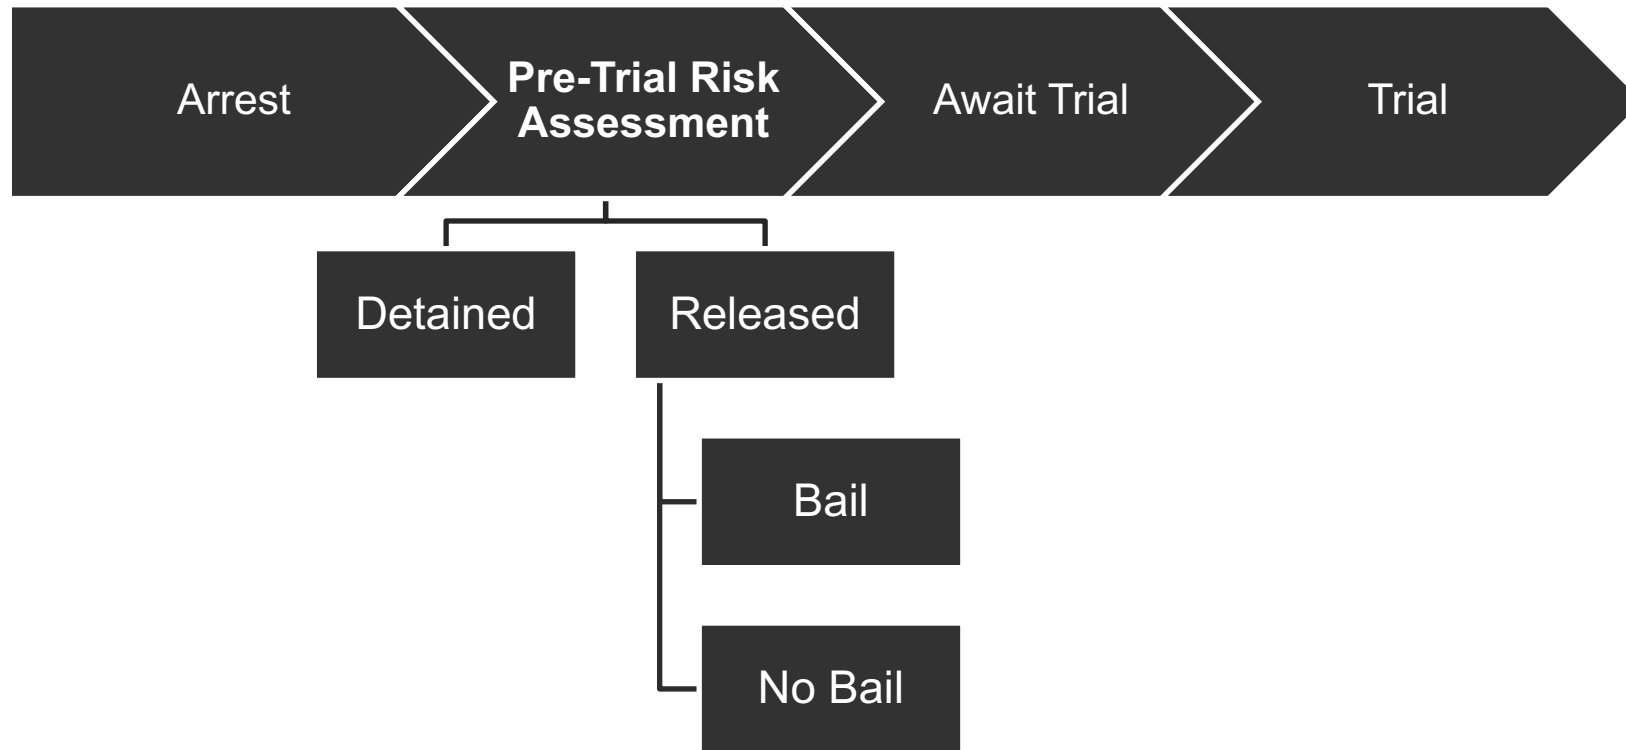 Arrest
Pre-Trial Risk
Assessment
Await Trial
Trial
Detained
Released
Bail
No Bail